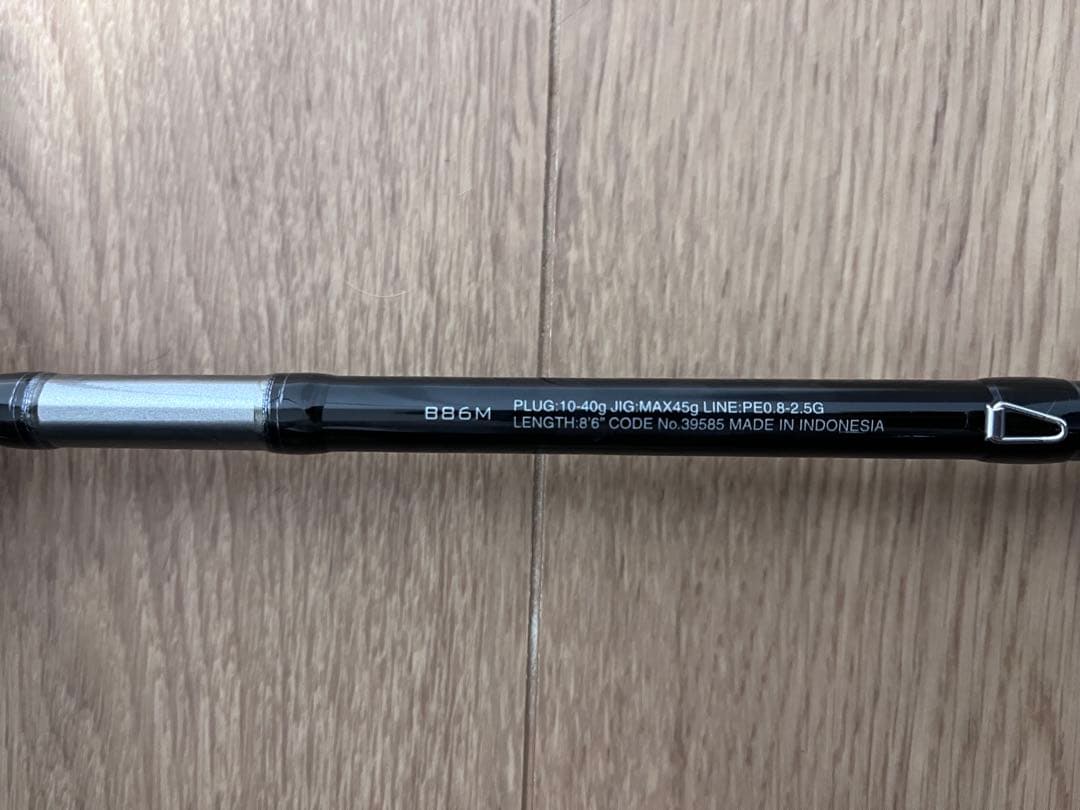 B86M
PLUG:10-40g JIG:MAX45g LINE:PE0.8-2.5G
LENGTH:8'6" CODE No.39585 MADE IN INDONESIA